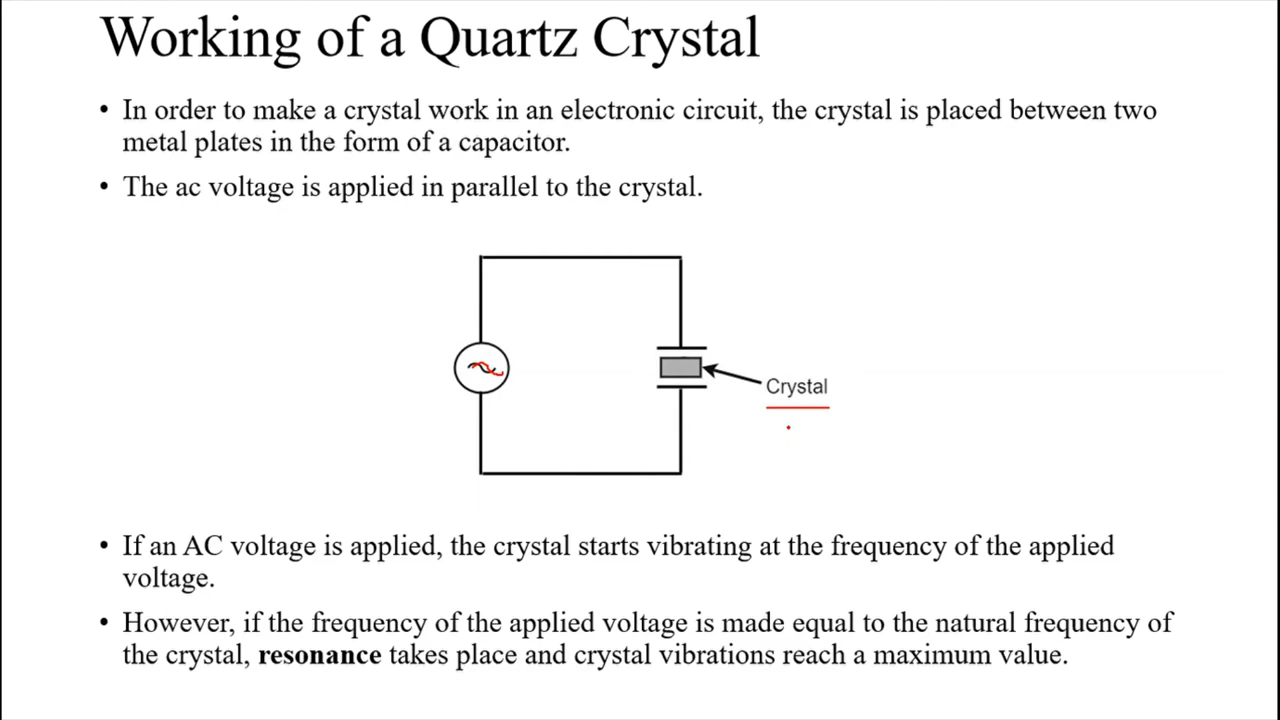 Working of a Quartz Crystal
• In order to make a crystal work in an electronic circuit, the crystal is placed between two
metal plates in the form of a capacitor.
• The ac voltage is applied in parallel to the crystal.
Crystal
• If an AC voltage is applied, the crystal starts vibrating at the frequency of the applied
voltage.
• However, if the frequency of the applied voltage is made equal to the natural frequency of
the crystal, resonance takes place and crystal vibrations reach a maximum value.